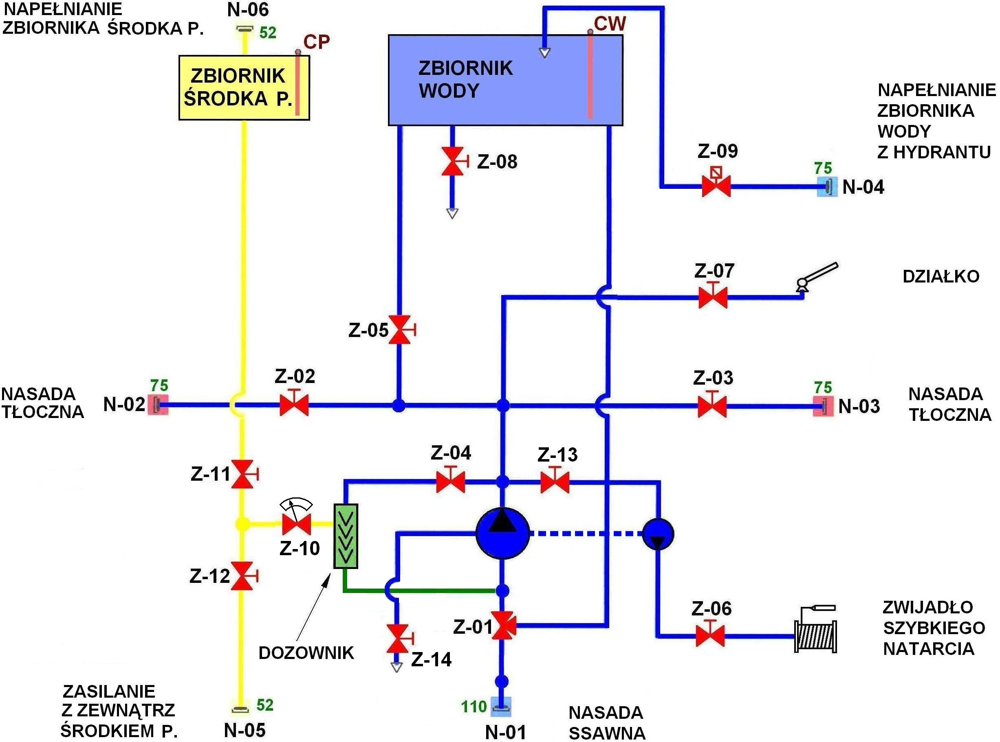 NAPEŁNIANIE
ZBIORNIKA ŚRODKA P.
N-06
52
CP
ZBIORNIK
ŚRODKA P.
CW
ZBIORNIK
WODY
NAPEŁNIANIE
ZBIORNIKA
WODY
Z HYDRANTU
Z-09
75
N-04
Z-08
Z-07
DZIAŁKO
Z-05
NASADA
TŁOCZNA
N-02
75
Z-02
Z-03
75
N-03
NASADA
TŁOCZNA
Z-11
Z-04
Z-13
Z-10
Z-12
DOZOWNIK
Z-14
Z-01
Z-06
ZWIJADŁO
SZYBKIEGO
NATARCIA
ZASILANIE
Z ZEWNĄTRZ
ŚRODKIEM P.
52
N-05
110
N-01
NASADA
SSAWNA